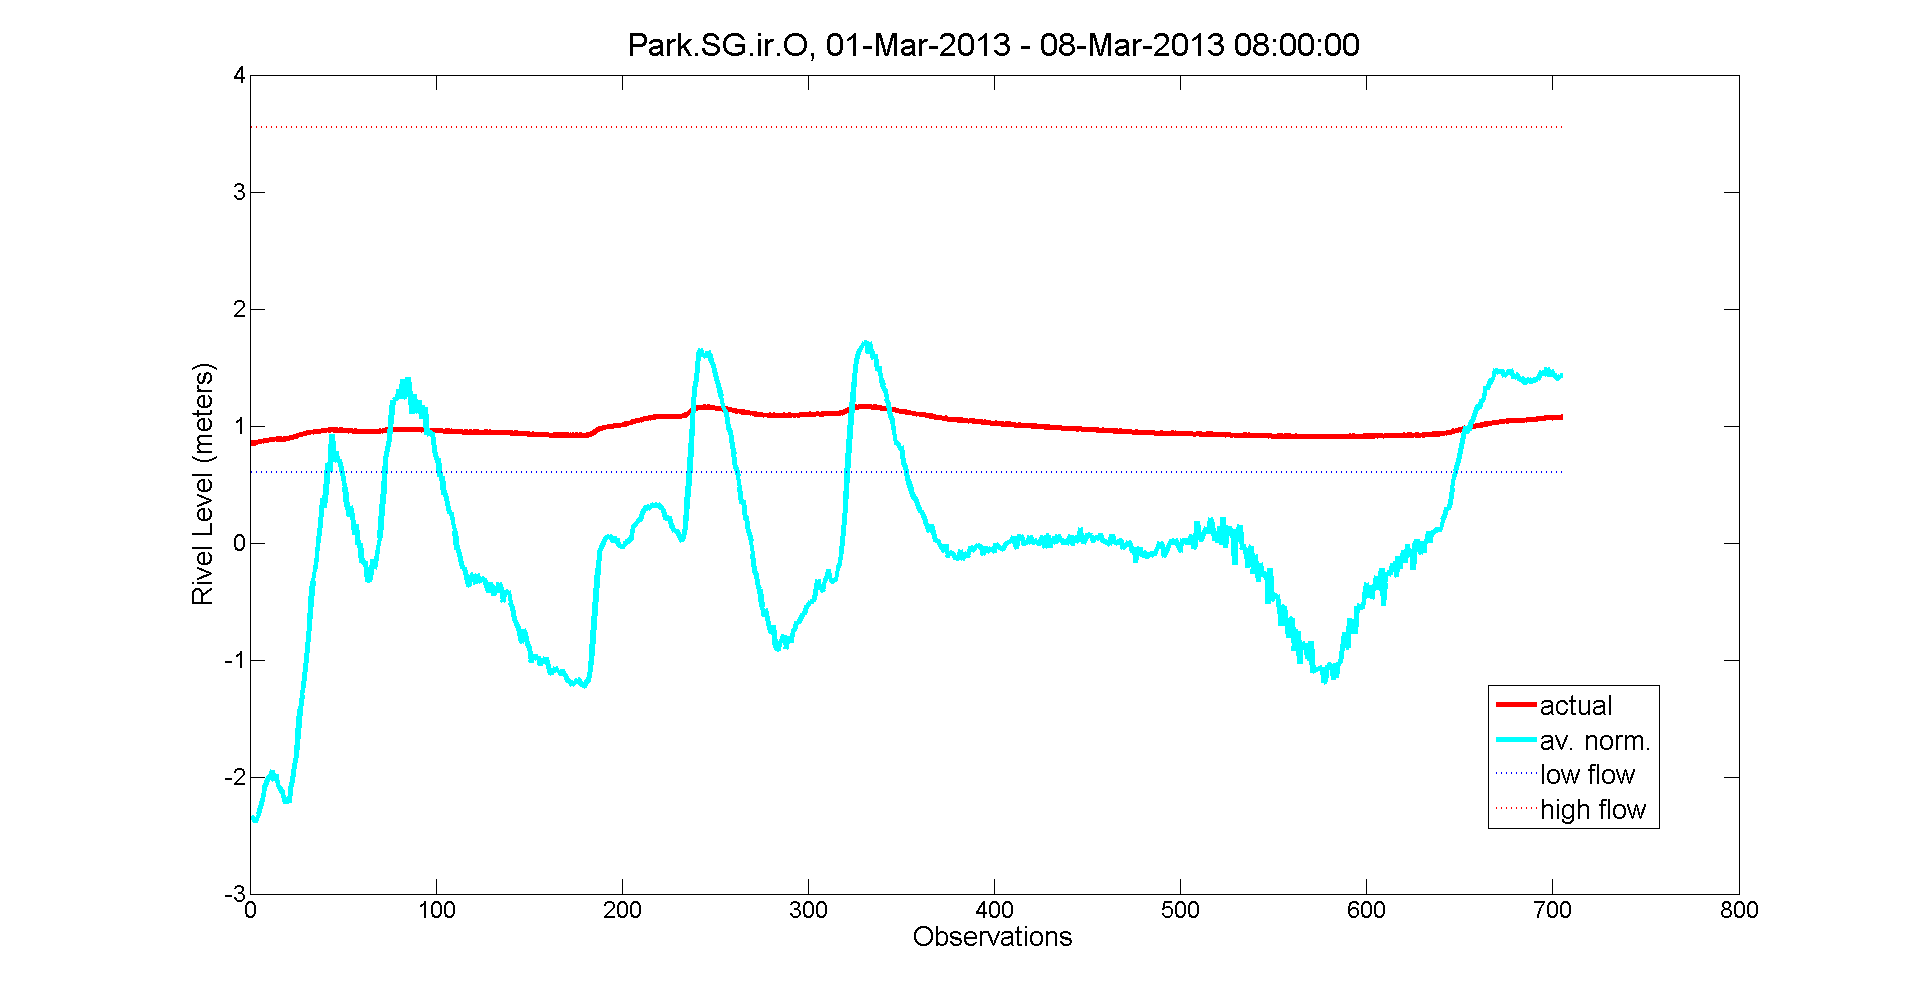 Park.SG.ir.O, 01-Mar-2013 - 08-Mar-2013 08:00:00
4
3
2
1
0
-1
-2
-3
Rivel Level (meters)
0 100 200 300 400 500 600 700 800
Observations
actual
av. norm.
low flow
high flow